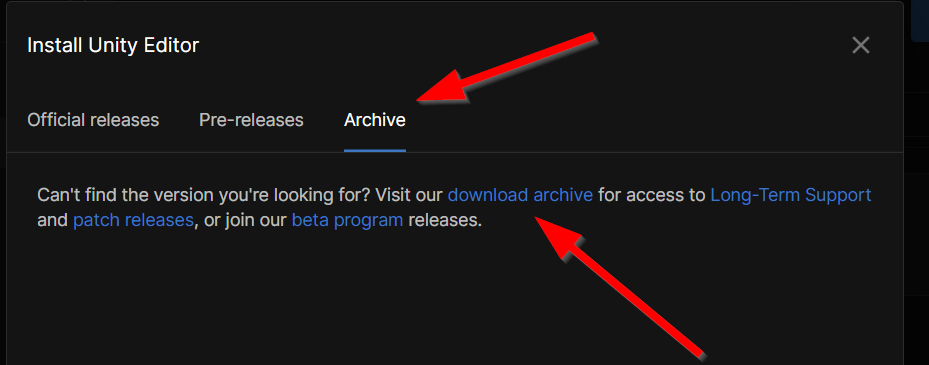 Install Unity Editor
Official releases Pre-releases Archive
Can't find the version you're looking for? Visit our download archive for access to Long-Term Support
and patch releases, or join our beta program releases.